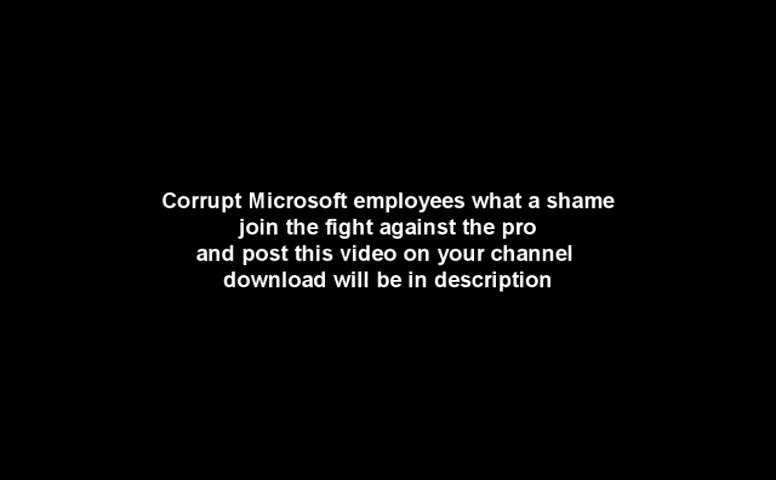 Corrupt Microsoft employees what a shame
join the fight against the pro
and post this video on your channel
download will be in description